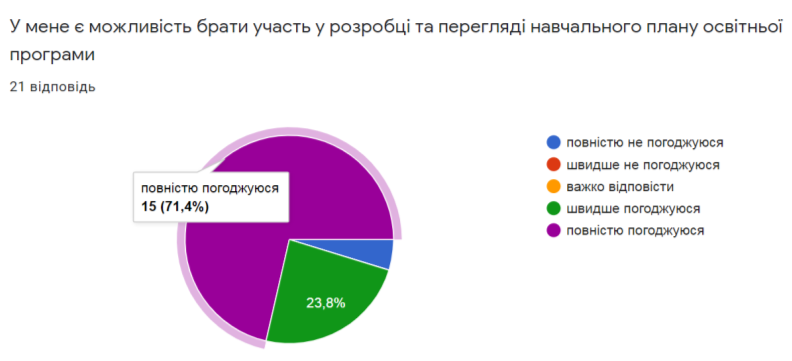 У мене є можливість брати участь у розробці та перегляді навчального плану освітньої
програми
21 відповідь
повністю погоджуюся
15 (71,4%)
23,8%
повністю не погоджуюся
швидше не погоджуюся
важко відповісти
швидше погоджуюся
повністю погоджуюся